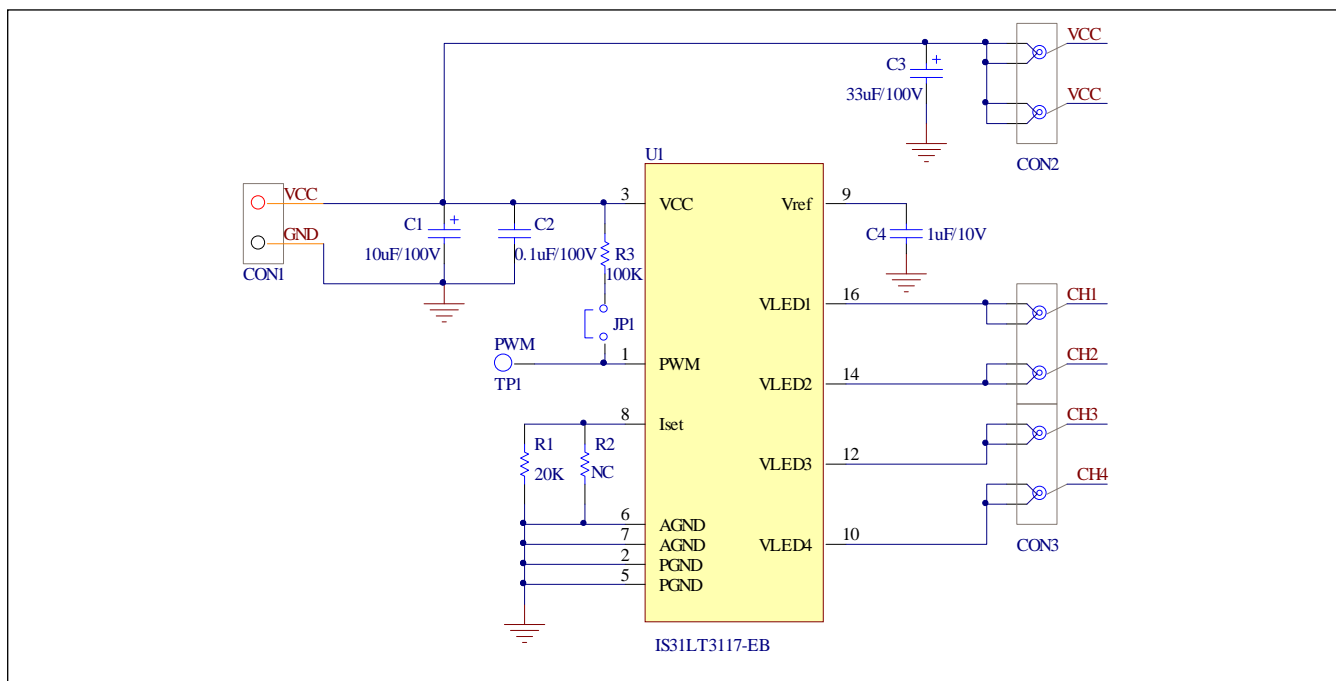 VCC
C3
+
33uF/100V
VCC
CON2
U1
VCC
GND
CON1
C1
+
10uF/100V
C2
0.1uF/100V
R3
100K
JP1
PWM
TP1
3
VCC
1
PWM
8
Iset
R1
20K
R2
NC
6
AGND
7
AGND
2
PGND
5
PGND
Vref
9
C4
1uF/10V
VLED1
16
CH1
VLED2
14
CH2
VLED3
12
CH3
VLED4
10
CH4
CON3
IS31LT3117-EB